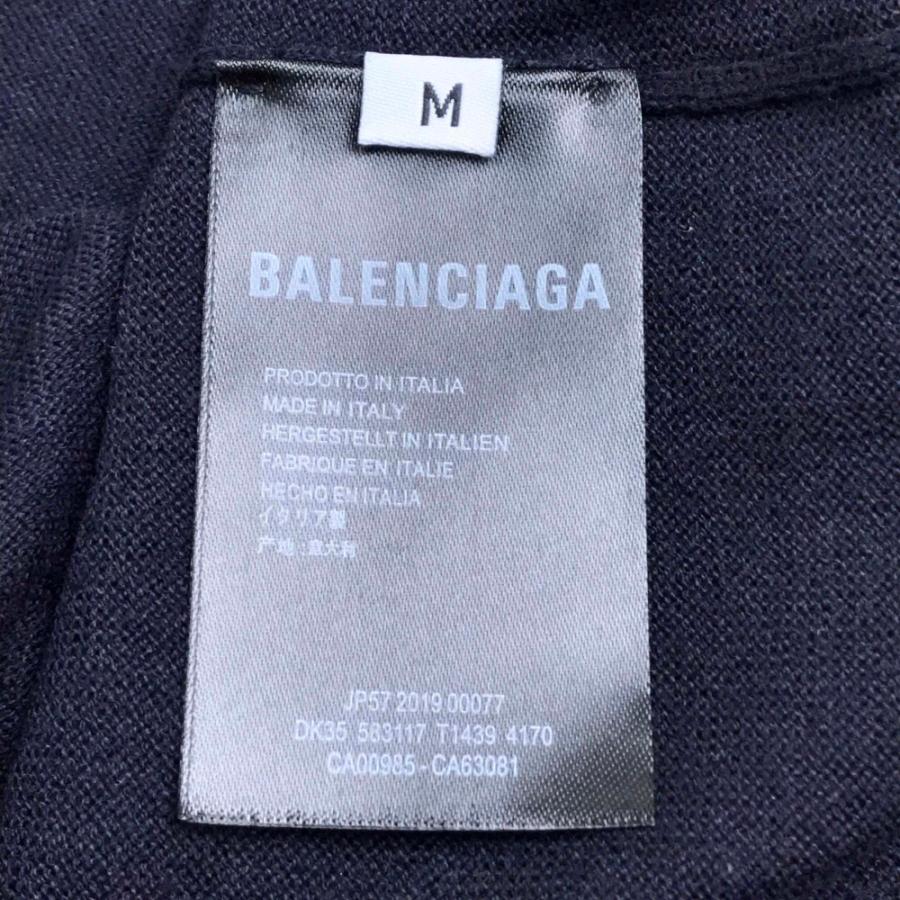 M
BALENCIAGA
PRODOTTO IN ITALIA
MADE IN ITALY
HERGESTELLT IN ITALIEN
FABRIQUE EN ITALIE
HECHO EN ITALIA
イタリア製
产地:意大利
JP57 2019 00077
DK35 583117 T1439 4170
CA00985 - CA63081